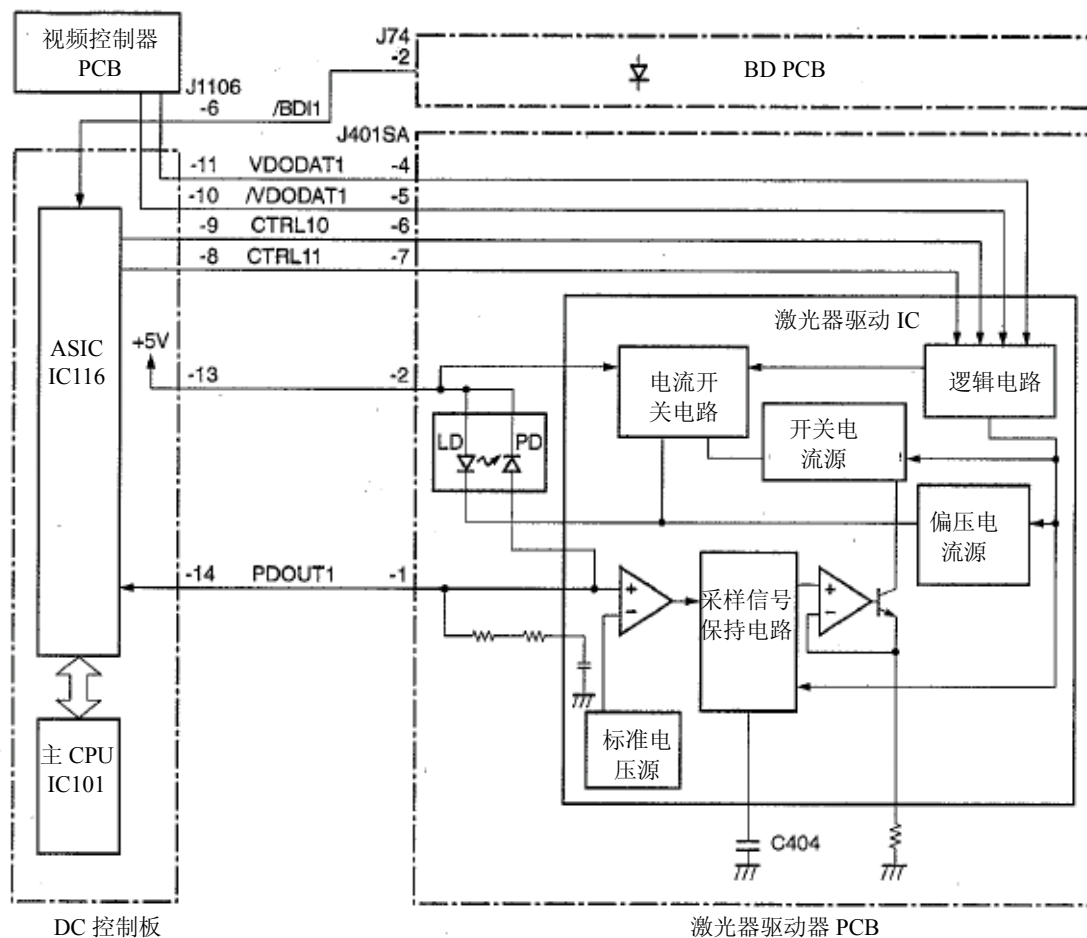 视频控制器
PCB
J74
-2
BD PCB
J1106
-6 /BDI1
J401SA
-11 VDODAT1 -4
-10 /VDODAT1 -5
-9 CTRL10 -6
-8 CTRL11 -7
激光器驱动 IC
ASIC
IC116
+5V
-13 -2
电流开
关电路
逻辑电路
开关电
流源
LD PD
偏压电
流源
-14 PDOUT1 -1
+
−
采样信号
保持电路
+
−
标准电
压源
主 CPU
IC101
C404
DC 控制板
激光器驱动器 PCB